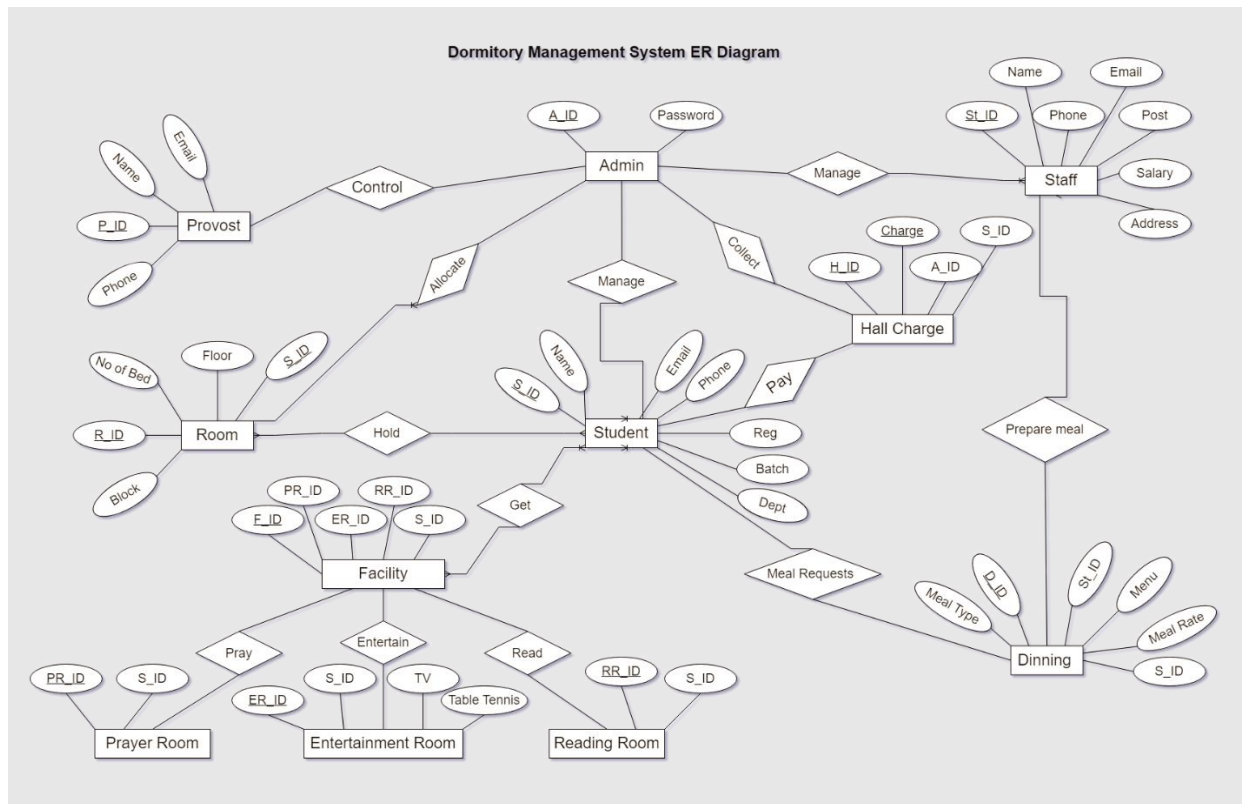 Dormitory Management System ER Diagram
Name
Email
A_ID
Password
St_ID
Phone
Post
Email
Name
Admin
Manage
Staff
Salary
Control
P_ID
Provost
Address
Phone
Allocate
Collect
Charge
S_ID
H_ID
A_ID
Manage
Hall Charge
No of Bed
Floor
S_ID
Name
Email
Phone
S_ID
Pay
R_ID
Room
Hold
Student
Reg
Prepare meal
Block
Batch
Dept
PR_ID
RR_ID
Get
F_ID
ER_ID
S_ID
Facility
Meal Requests
D_ID
St_ID
Menu
Meal Type
Meal Rate
Pray
Entertain
Read
Dinning
S_ID
PR_ID
S_ID
S_ID
TV
RR_ID
S_ID
ER_ID
Table Tennis
Prayer Room
Entertainment Room
Reading Room